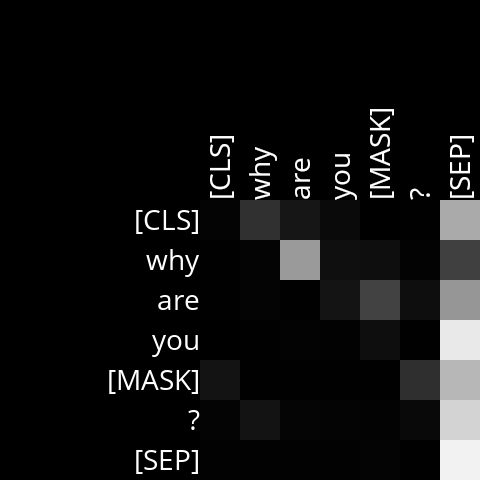 [CLS] why are you [MASK] ? [SEP]
[CLS]
why
are
you
[MASK]
?
[SEP]